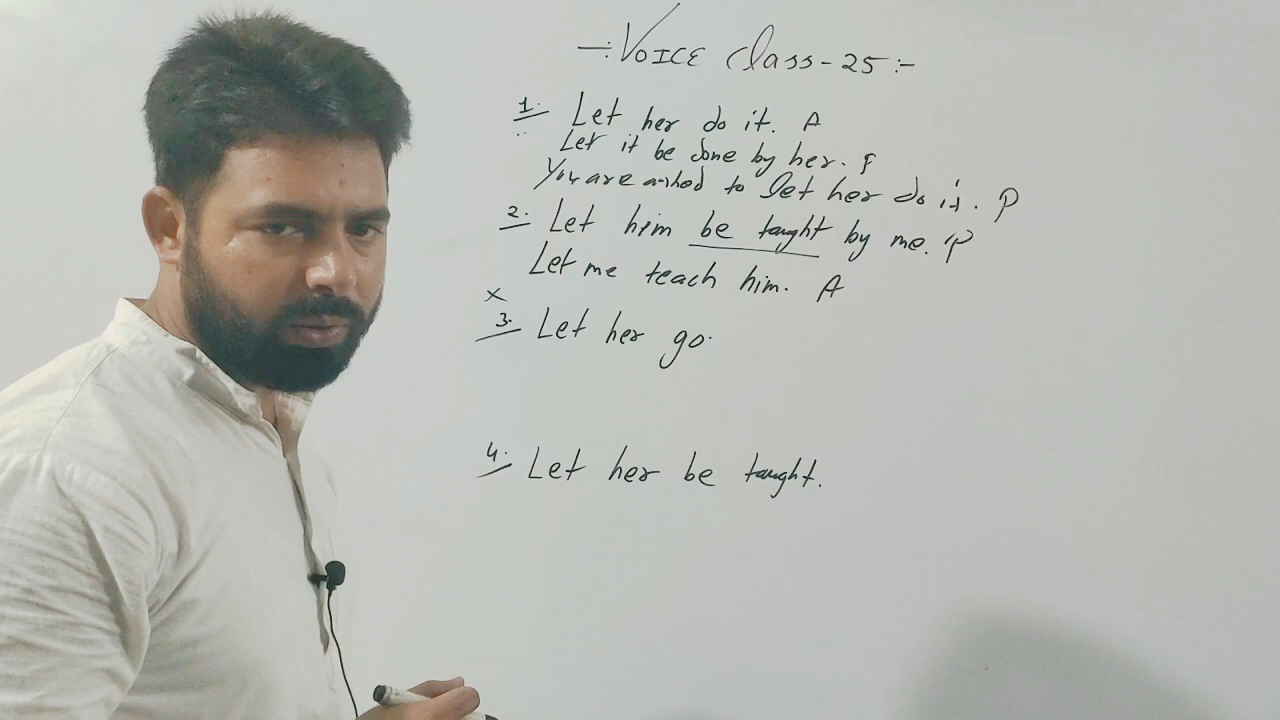 -: VOICE Class-25 :-
1. Let her do it. A
Let it be done by her. P
You are asked to let her do it. P
2. Let him be taught by me. P
Let me teach him. A
x
3. Let her go.
4. Let her be taught.